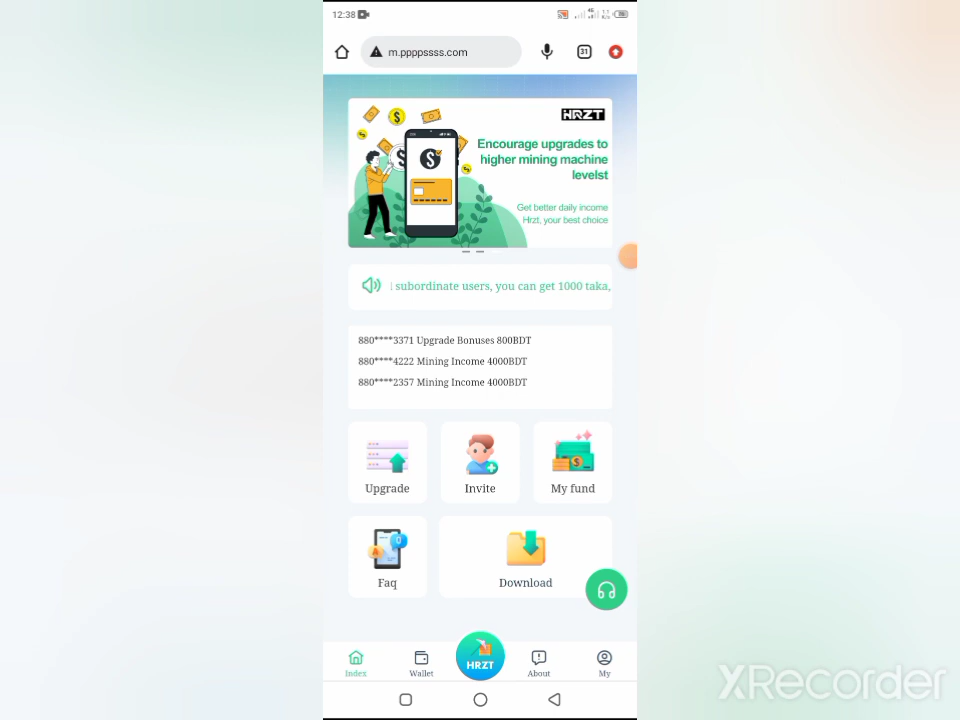 12:38
m.ppppssss.com
31
HRZT
Encourage upgrades to
higher mining machine
levelst
Get better daily income
Hrzt, your best choice
subordinate users, you can get 1000 taka,
880****3371 Upgrade Bonuses 800BDT
880****4222 Mining Income 4000BDT
880****2357 Mining Income 4000BDT
Upgrade
Invite
My fund
Faq
Download
HRZT
Index
Wallet
About
My
XRecorder